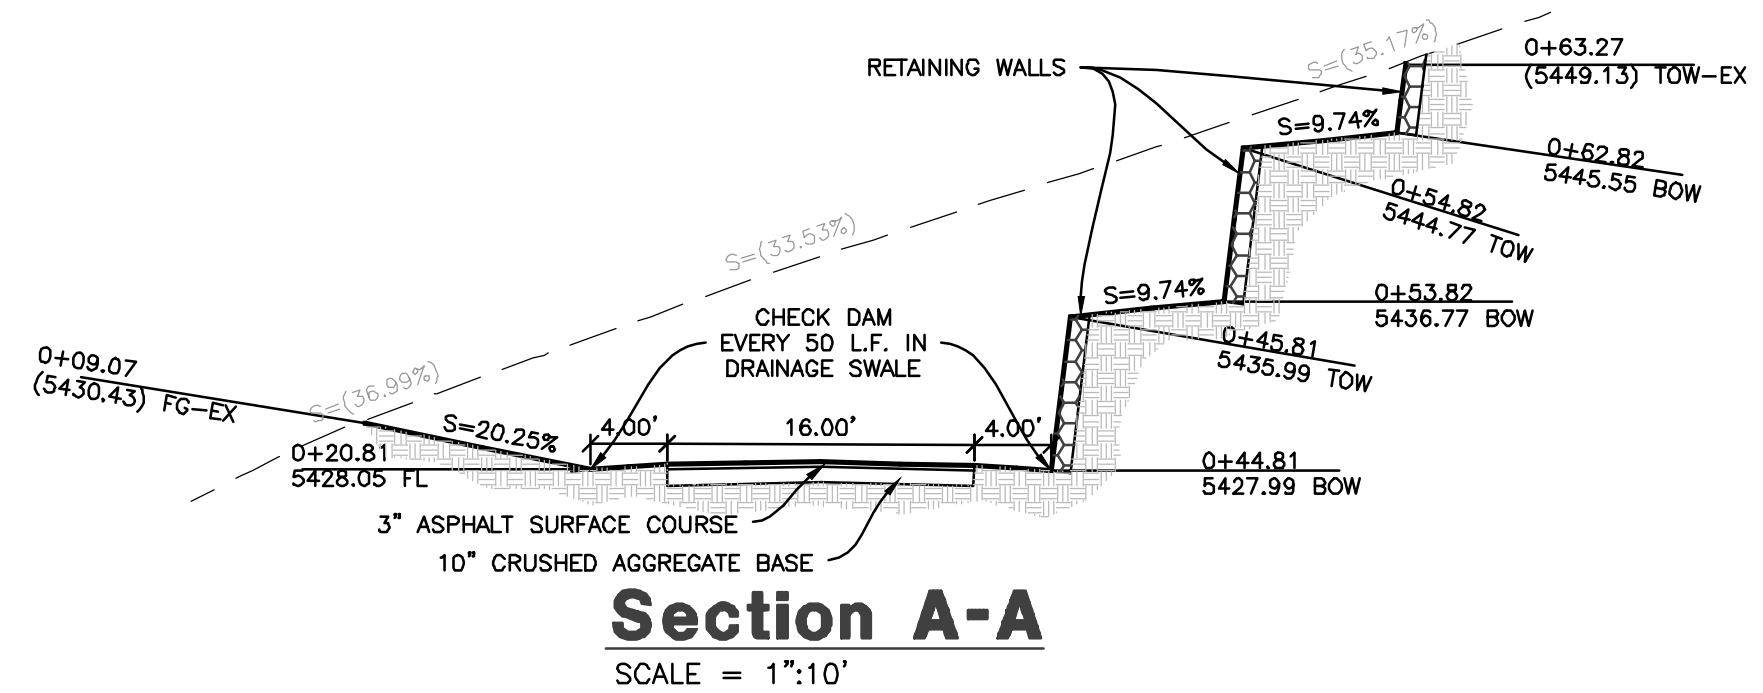 S=(35.17%)
0+63.27
(5449.13) TOW-EX
RETAINING WALLS
S=9.74%
0+62.82
5445.55 BOW
0+54.82
5444.77 TOW
S=(33.53%)
S=9.74%
0+53.82
5436.77 BOW
CHECK DAM
EVERY 50 L.F. IN
DRAINAGE SWALE
0+45.81
5435.99 TOW
0+09.07
(5430.43) FG-EX
S=(36.99%)
S=20.25%
4.00'
16.00'
4.00'
0+20.81
5428.05 FL
0+44.81
5427.99 BOW
3" ASPHALT SURFACE COURSE
10" CRUSHED AGGREGATE BASE
Section A-A
SCALE = 1":10'